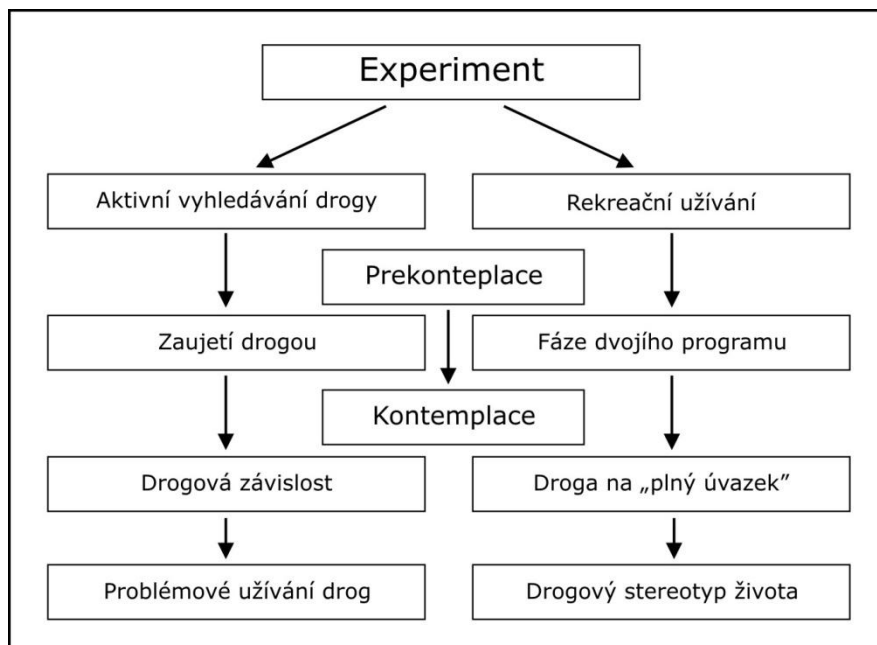 Experiment
Aktivní vyhledávání drogy
Rekreační užívání
Prekonteplace
Zaujetí drogou
Fáze dvojího programu
Kontemplace
Drogová závislost
Droga na „plný úvazek”
Problémové užívání drog
Drogový stereotyp života